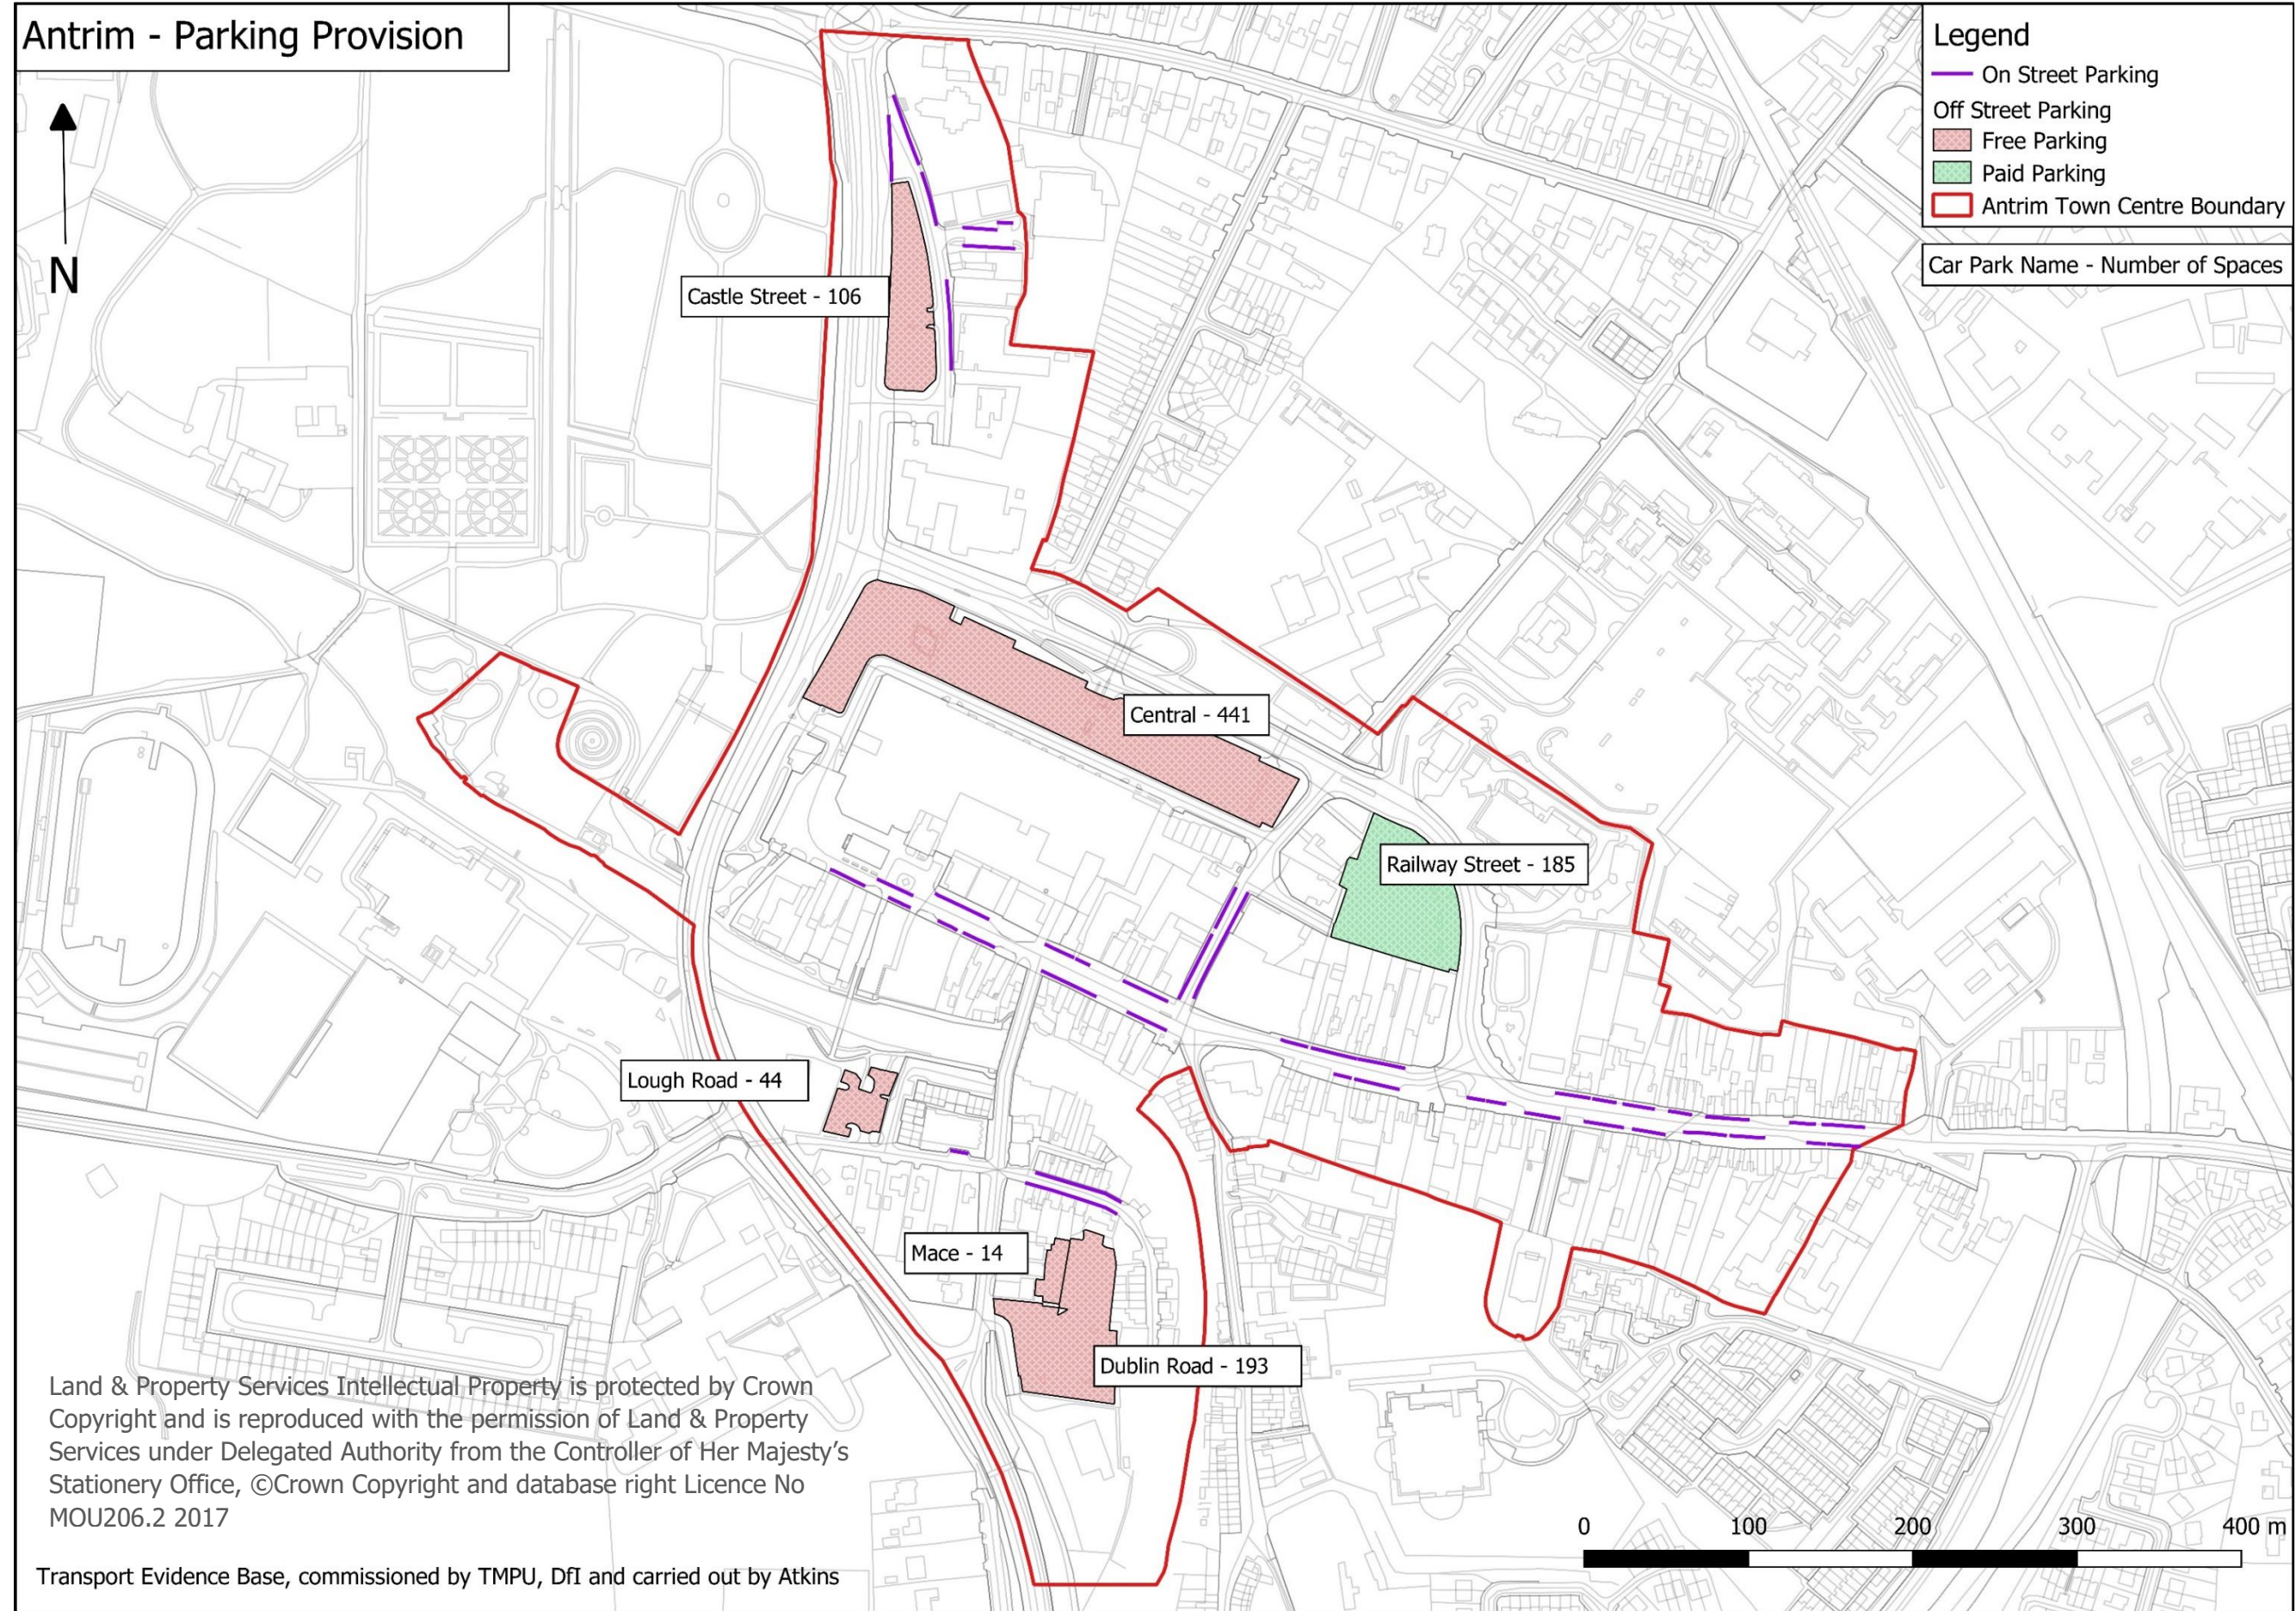 Antrim - Parking Provision
N
Legend
On Street Parking
Off Street Parking
Free Parking
Paid Parking
Antrim Town Centre Boundary
Car Park Name - Number of Spaces
Castle Street - 106
Central - 441
Railway Street - 185
Lough Road - 44
Mace - 14
Dublin Road - 193
Land & Property Services Intellectual Property is protected by Crown
Copyright and is reproduced with the permission of Land & Property
Services under Delegated Authority from the Controller of Her Majesty’s
Stationery Office, ©Crown Copyright and database right Licence No
MOU206.2 2017
Transport Evidence Base, commissioned by TMPU, DfI and carried out by Atkins
0 100 200 300 400 m